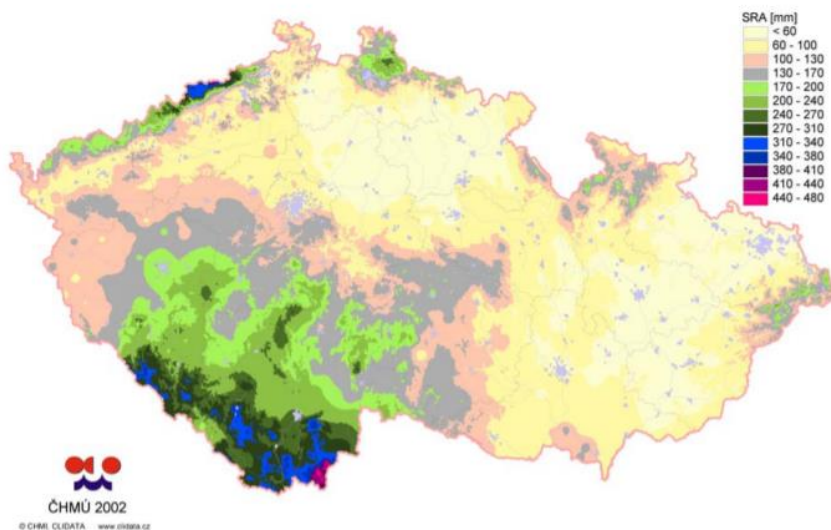 SRA [mm]
< 60
60 - 100
100 - 130
130 - 170
170 - 200
200 - 240
240 - 270
270 - 310
310 - 340
340 - 380
380 - 410
410 - 440
440 - 480
ČHMÚ 2002
© CHMI, CLIDATA www.clidata.cz